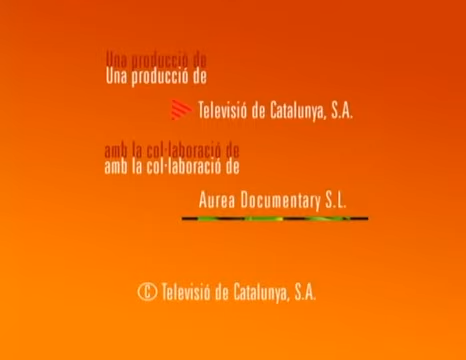 Una producció de
Una producció de
Televisió de Catalunya, S.A.
amb la col·laboració de
amb la col·laboració de
Aurea Documentary S.L.
© Televisió de Catalunya, S.A.